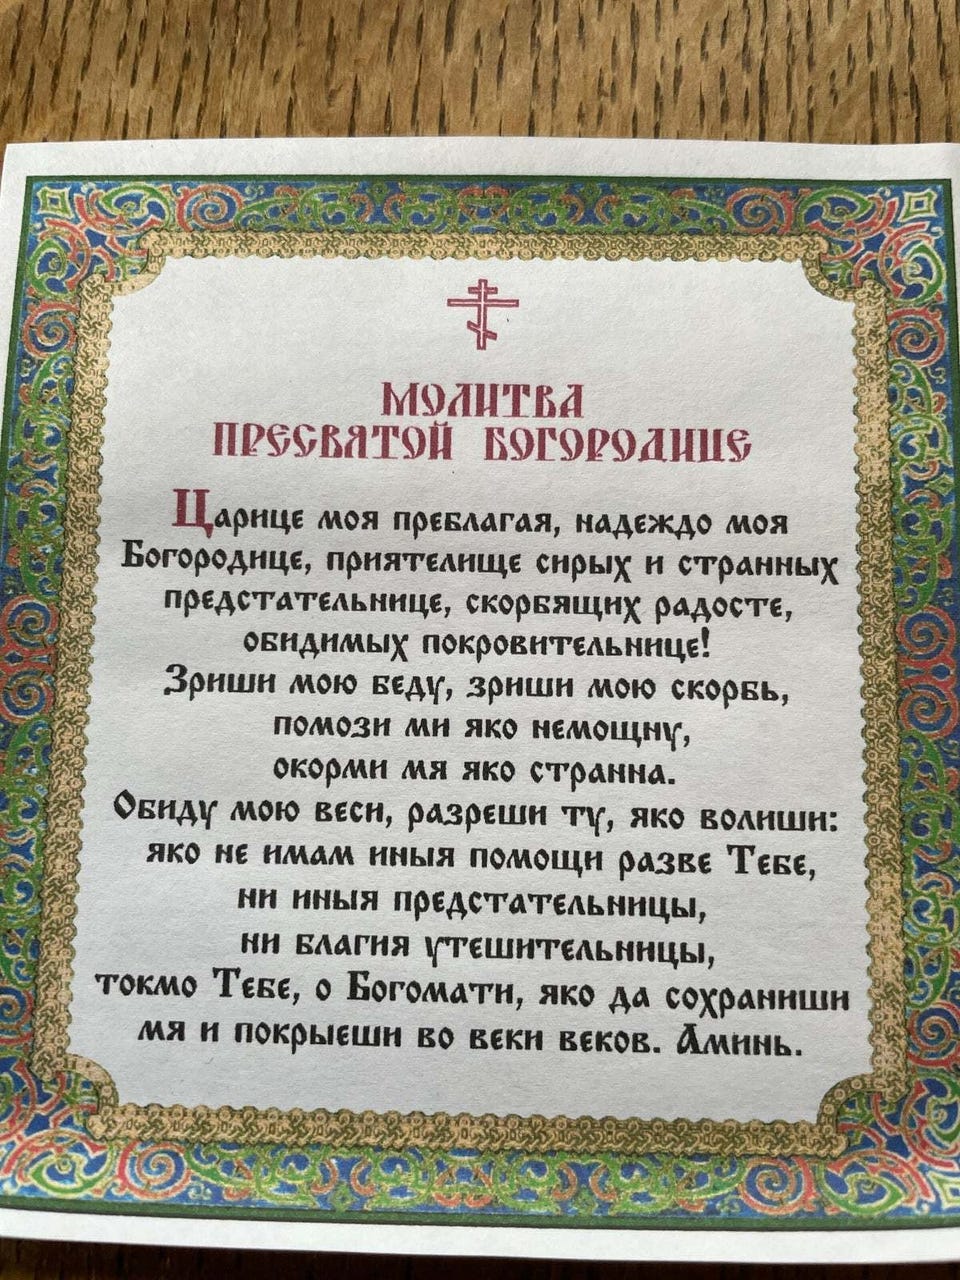 МОЛИТВА
ПРЕСВЯТОЙ БОГОРОДИЦЕ
Царице моя преблагая, надеждо моя
Богородице, приятелище сирых и странных
предстательнице, скорбящих радосте,
обидимых покровительнице!
Зриши мою беду, зриши мою скорбь,
помози ми яко немощну,
окорми мя яко странна.
Обиду мою веси, разреши ту, яко волиши:
яко не имам иныя помощи разве Тебе,
ни иныя предстательницы,
ни благия утешительницы,
токмо Тебе, о Богомати, яко да сохраниши
мя и покрыеши во веки веков. Аминь.